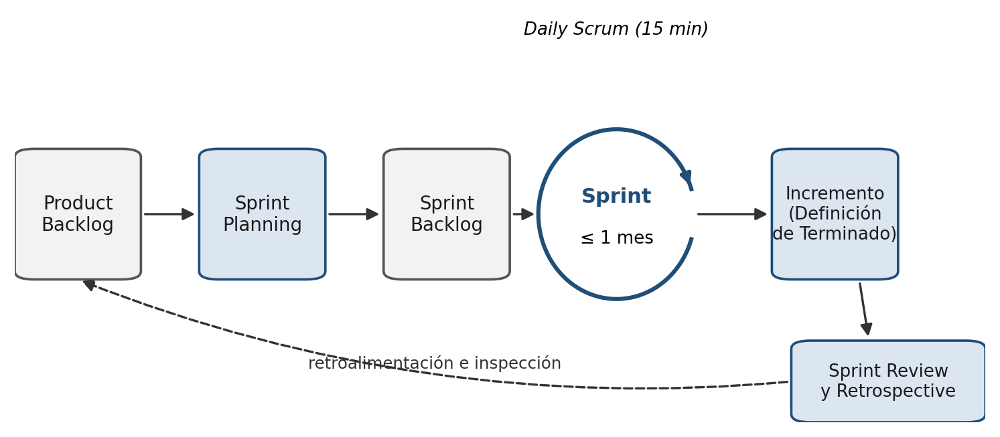 Daily Scrum (15 min)
Product
Backlog
Sprint
Planning
Sprint
Backlog
Sprint
≤ 1 mes
Incremento
(Definición
de Terminado)
retroalimentación e inspección
Sprint Review
y Retrospective